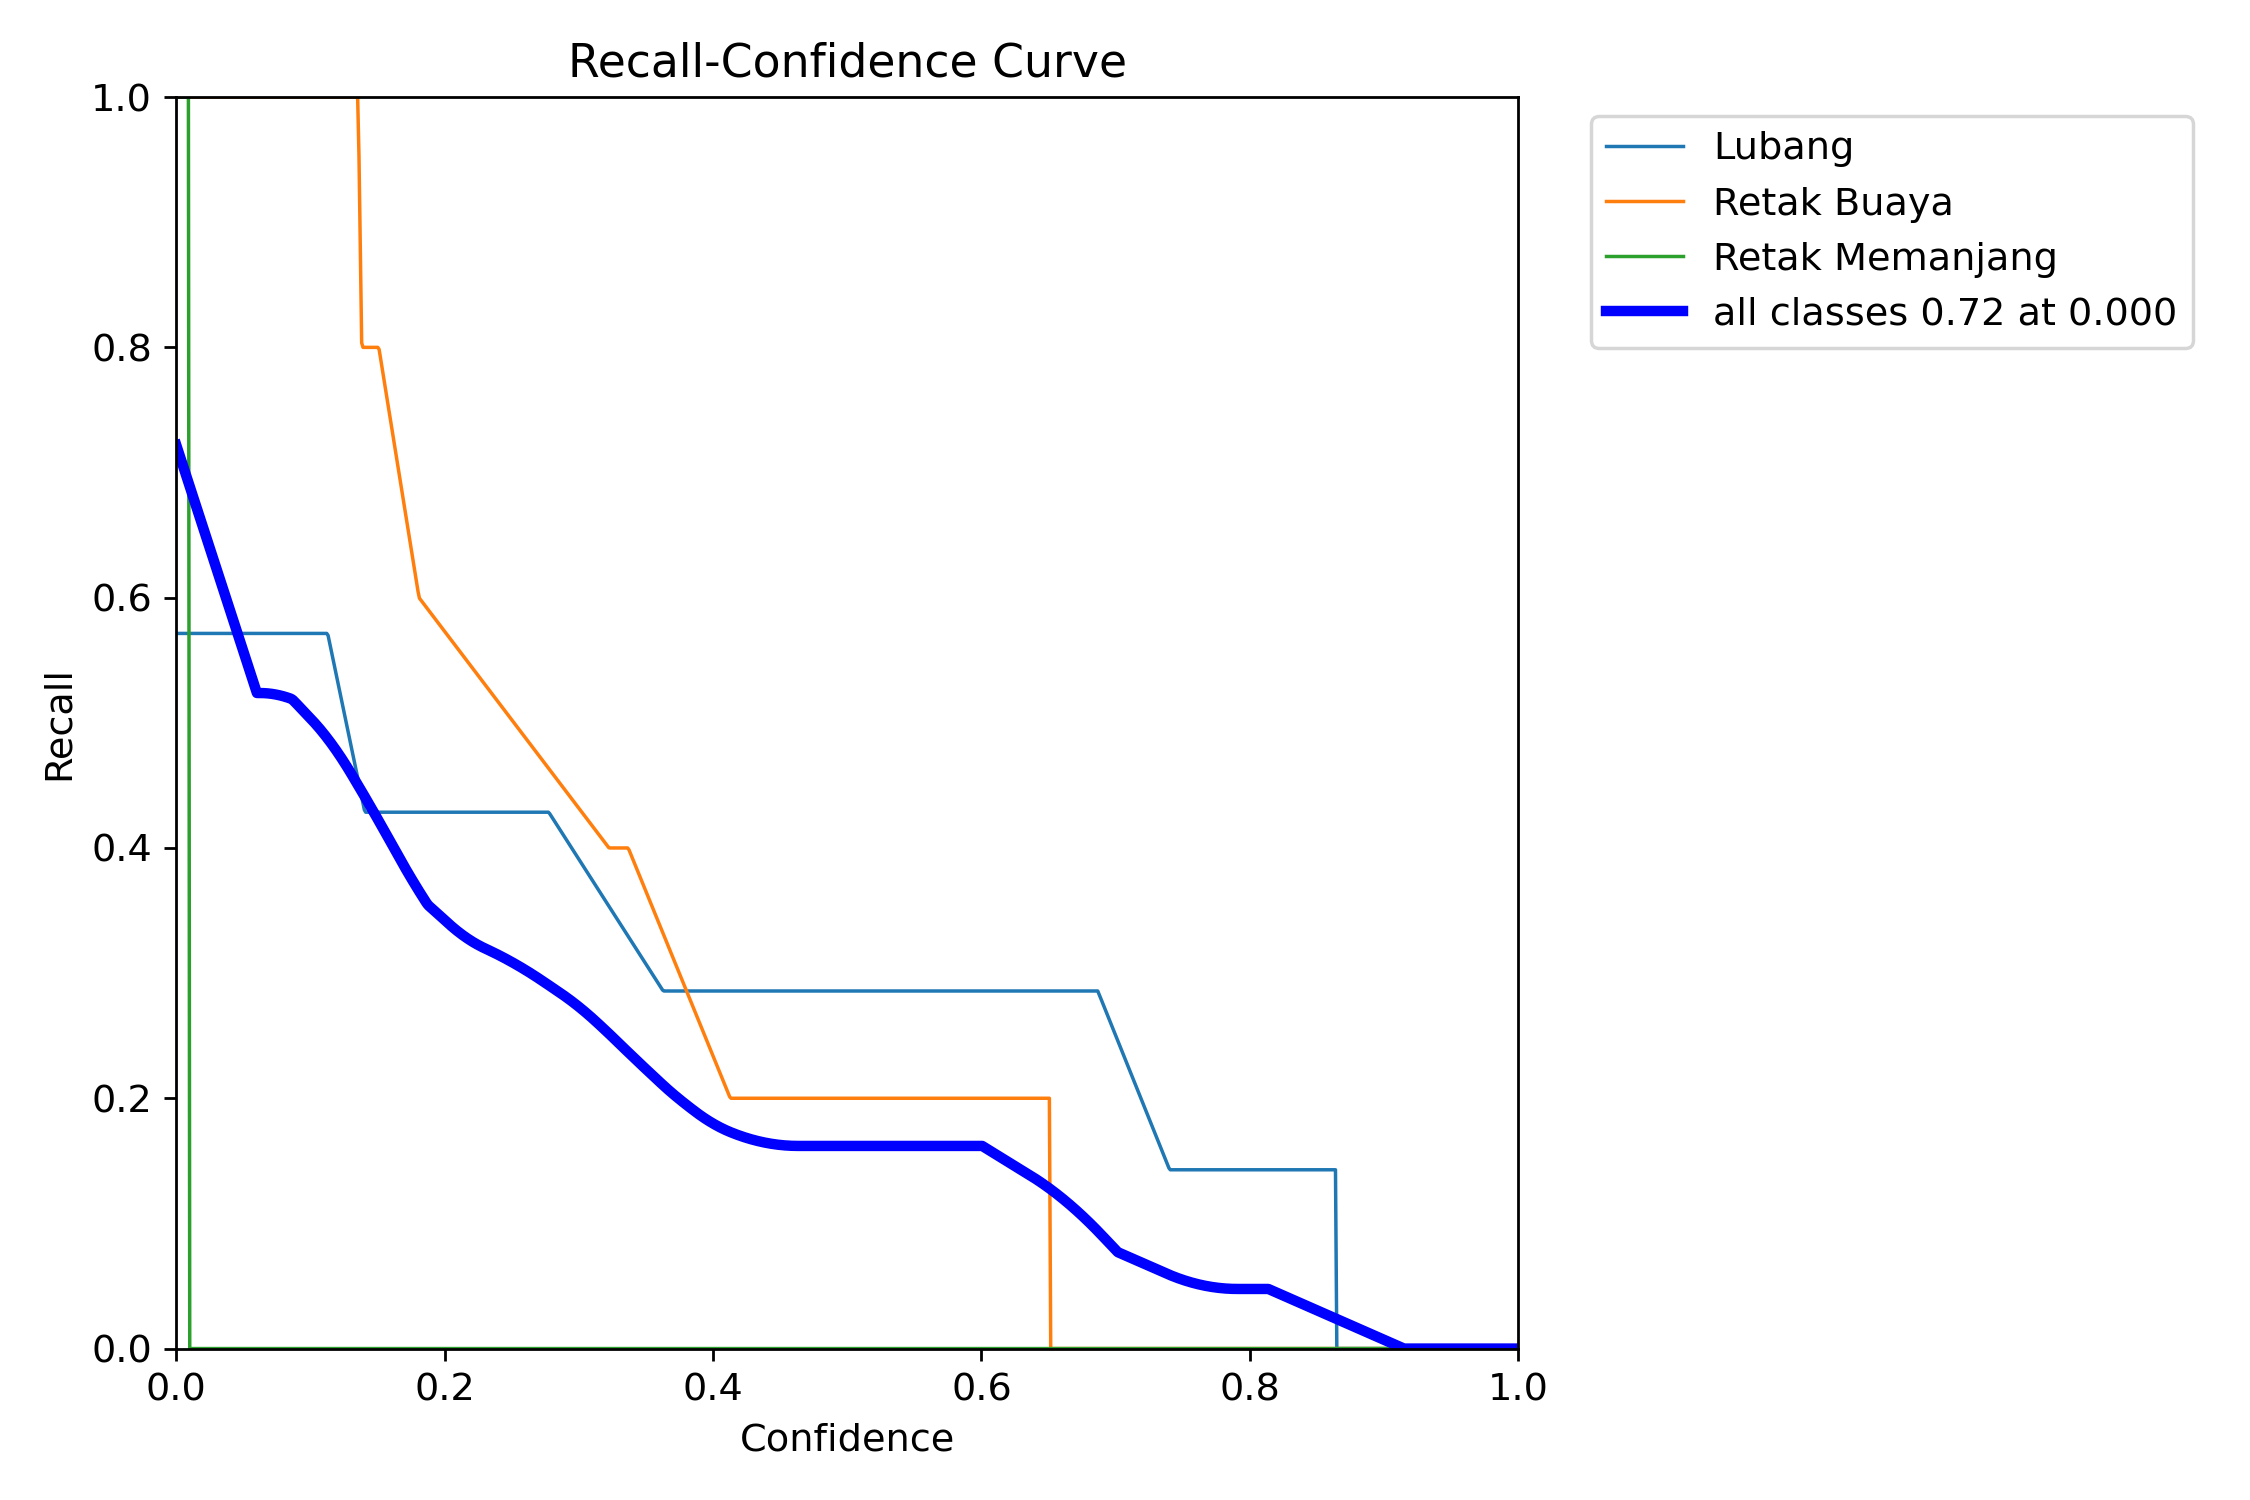 Recall-Confidence Curve
1.0
0.8
0.6
0.4
0.2
0.0
Recall
0.0 0.2 0.4 0.6 0.8 1.0
Confidence
Lubang
Retak Buaya
Retak Memanjang
all classes 0.72 at 0.000